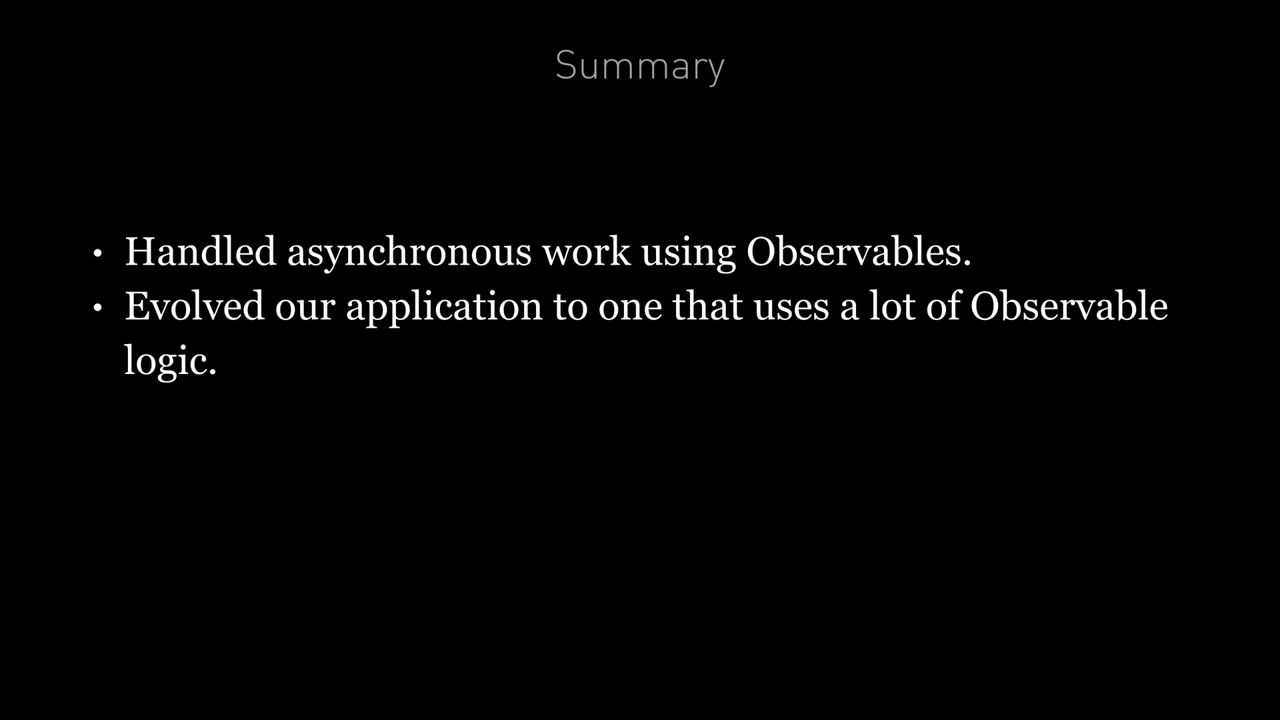 Summary
• Handled asynchronous work using Observables.
• Evolved our application to one that uses a lot of Observable
logic.